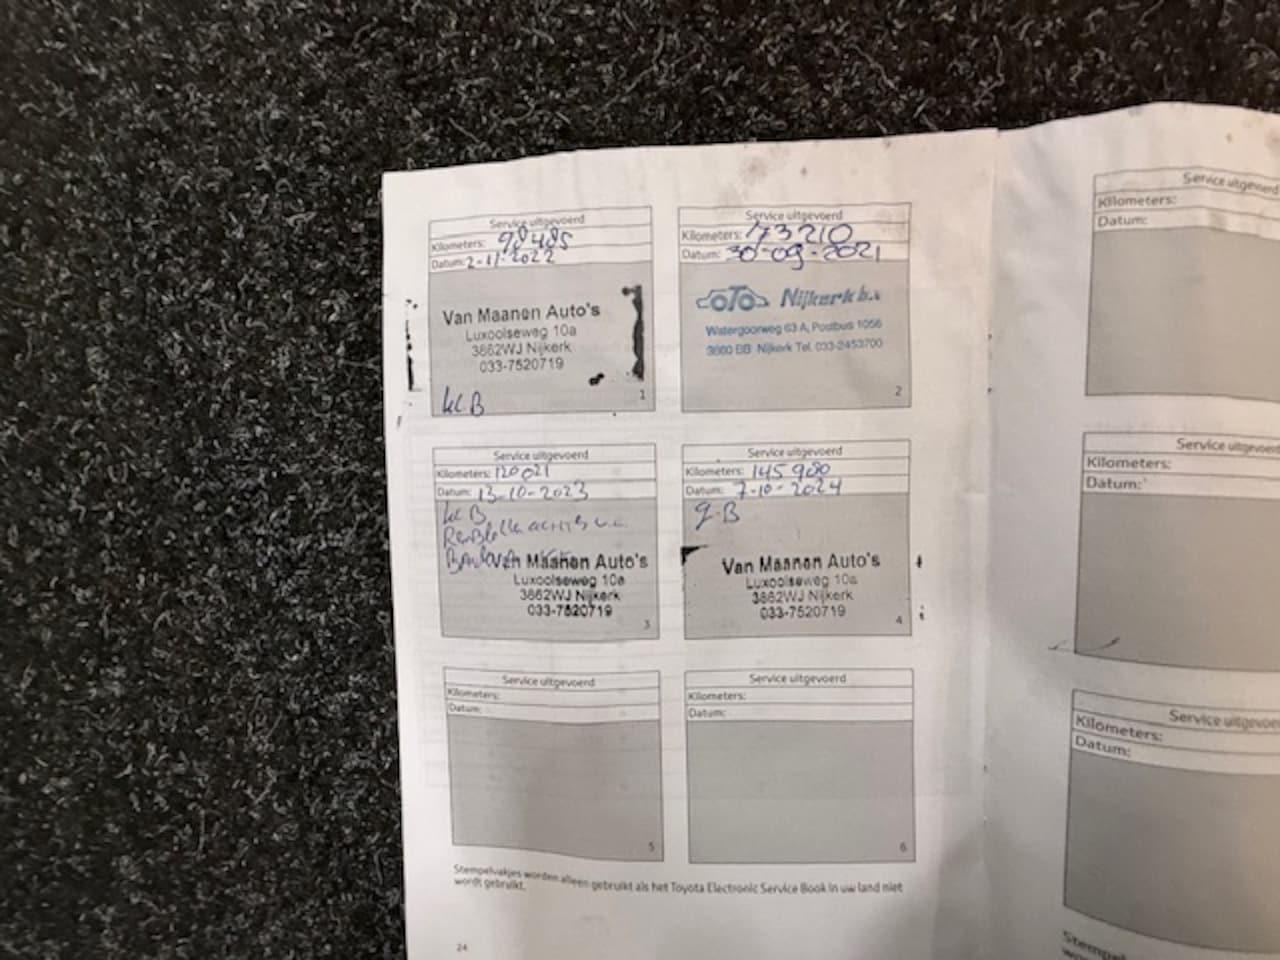 Service uitgevoerd
Kilometers: 98485
Datum: 2-11-2022
Van Maanen Auto's
Luxoolseweg 10a
3862WJ Nijkerk
033-7520719
KLB
1
Service uitgevoerd
Kilometers: 73210
Datum: 30-09-2021
OTO Nijkerk b.v.
Watergoorweg 63 A, Postbus 1056
3860 BB Nijkerk Tel. 033-2453700
2
Service uitgevoerd
Kilometers: 120021
Datum: 13-10-2023
KLB
Van Maanen Auto's
Luxoolseweg 10a
3862WJ Nijkerk
033-7520719
3
Service uitgevoerd
Kilometers: 145980
Datum: 7-10-2024
g.B
Van Maanen Auto's
Luxoolseweg 10a
3862WJ Nijkerk
033-7520719
4
Service uitgevoerd
Kilometers:
Datum:
5
Service uitgevoerd
Kilometers:
Datum:
6
Stempelvakjes worden alleen gebruikt als het Toyota Electronic Service Book in uw land niet
wordt gebruikt.
24
Service uitgevoerd
Kilometers:
Datum:
Service uitgevoerd
Kilometers:
Datum:
Service uitgevoe
Kilometers:
Datum:
Stempel